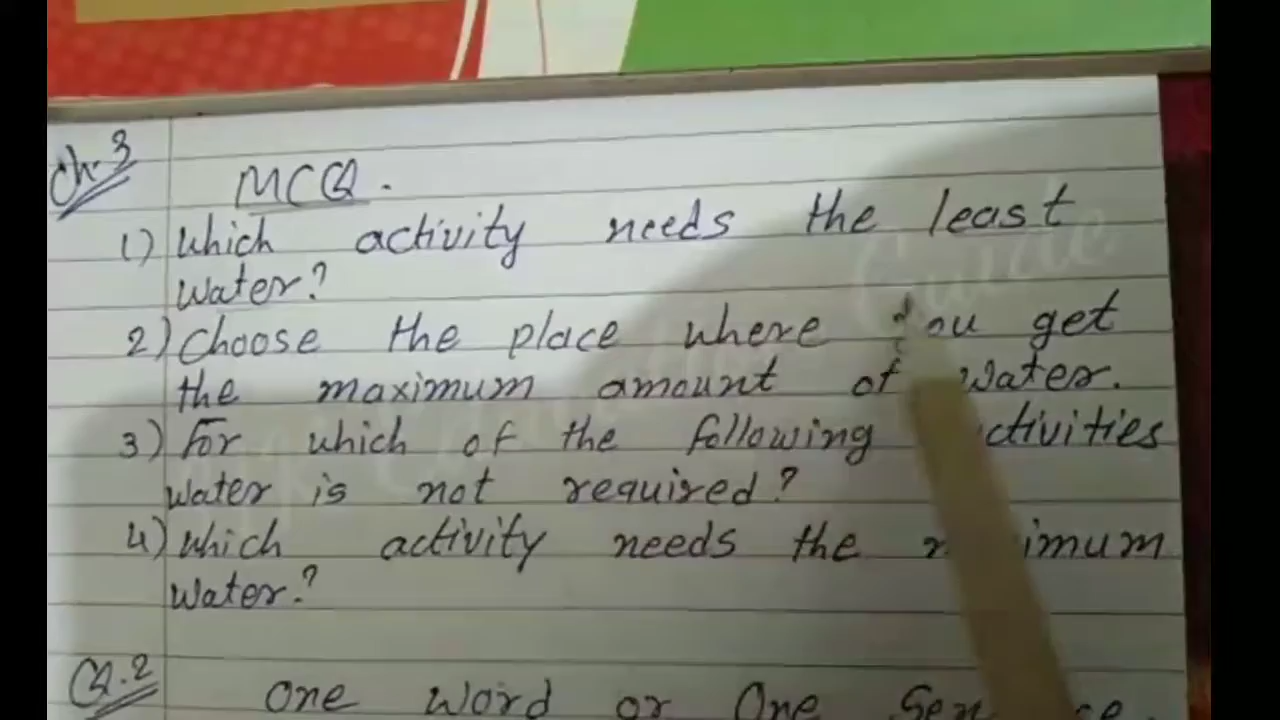 Ch.3
MCQ.
1) Which activity needs the least
water?
2) Choose the place where you get
the maximum amount of water.
3) For which of the following
water is not required?
4) Which activity needs the
water?
Q.2
One word or One
Guide